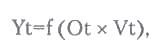 Yt=f (Ot × Vt),